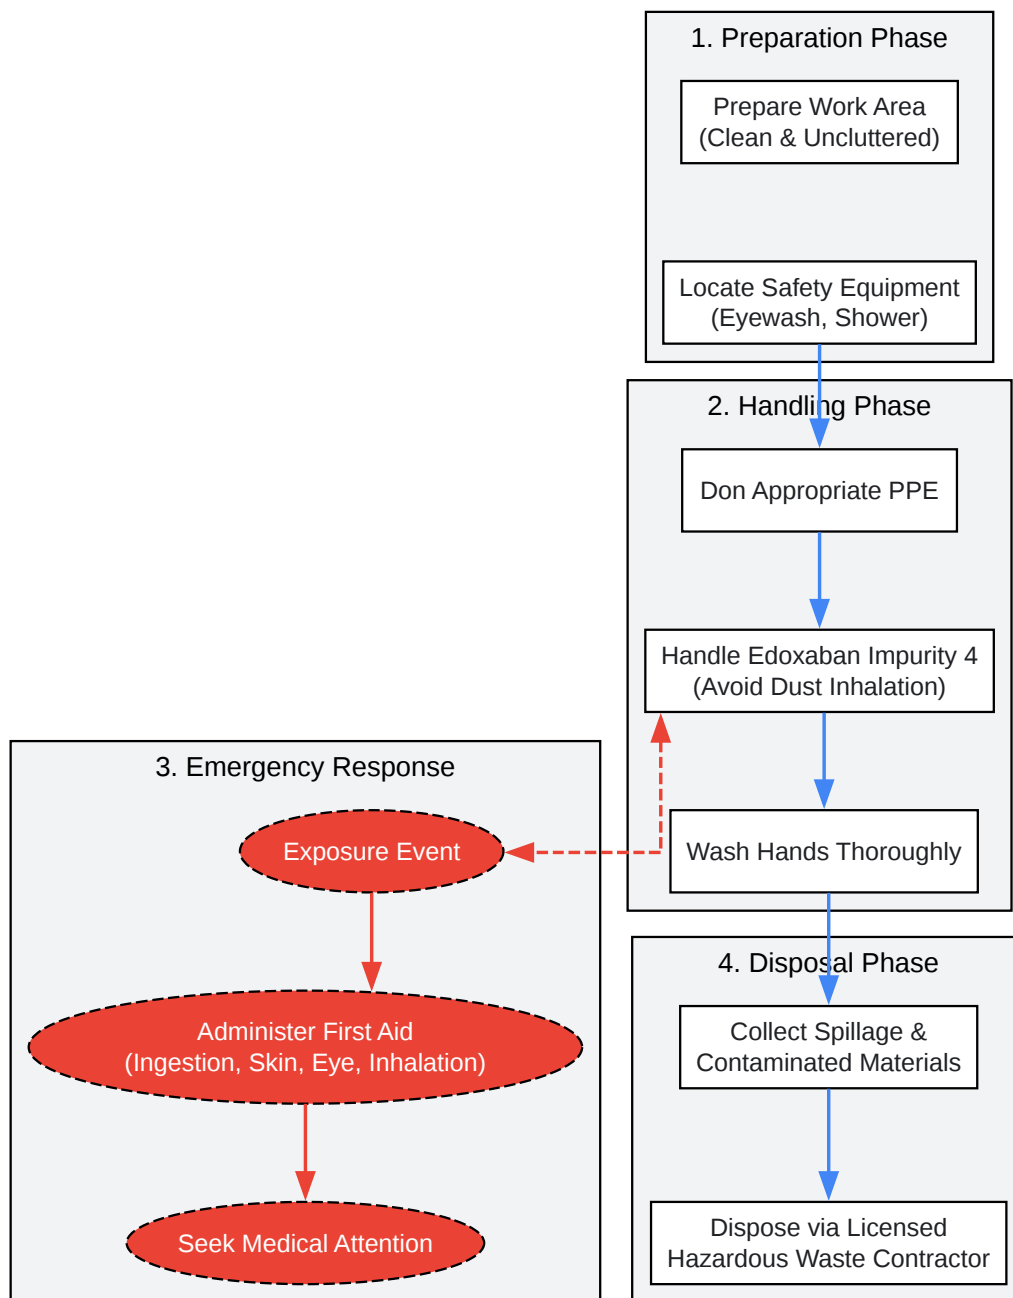 1. Preparation Phase
Prepare Work Area
(Clean & Uncluttered)
Locate Safety Equipment
(Eyewash, Shower)
2. Handling Phase
Don Appropriate PPE
Handle Edoxaban Impurity 4
(Avoid Dust Inhalation)
Wash Hands Thoroughly
3. Emergency Response
Exposure Event
Administer First Aid
(Ingestion, Skin, Eye, Inhalation)
Seek Medical Attention
4. Disposal Phase
Collect Spillage &
Contaminated Materials
Dispose via Licensed
Hazardous Waste Contractor